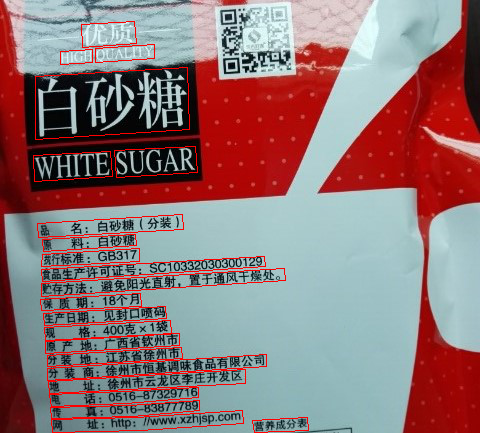 优质
HIGH QUALITY
白砂糖
WHITE SUGAR
品 名：白砂糖（分装）
原 料：白砂糖
执行标准：GB317
食品生产许可证号：SC10332030300129
贮存方法：避免阳光直射，置于通风干燥处。
保 质 期：18个月
生产日期：见封口喷码
规 格：400克×1袋
原 产 地：广西省钦州市
分 装 地：江苏省徐州市
分 装 商：徐州市恒基调味食品有限公司
地 址：徐州市云龙区李庄开发区
电 话：0516-87329716
传 真：0516-83877789
网 址：http://www.xzhjsp.com
营养成分表